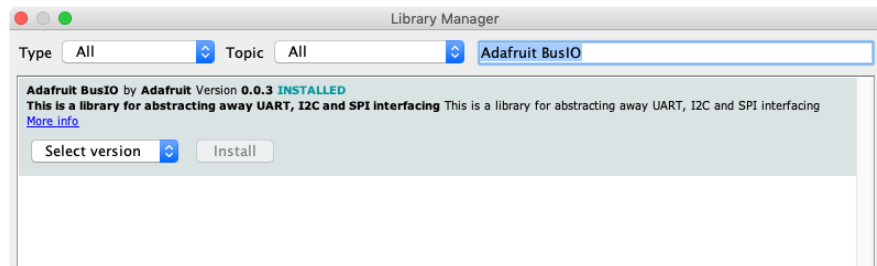 Library Manager
Type All Topic All Adafruit BusIO
Adafruit BusIO by Adafruit Version 0.0.3 INSTALLED
This is a library for abstracting away UART, I2C and SPI interfacing This is a library for abstracting away UART, I2C and SPI interfacing
More info
Select version Install